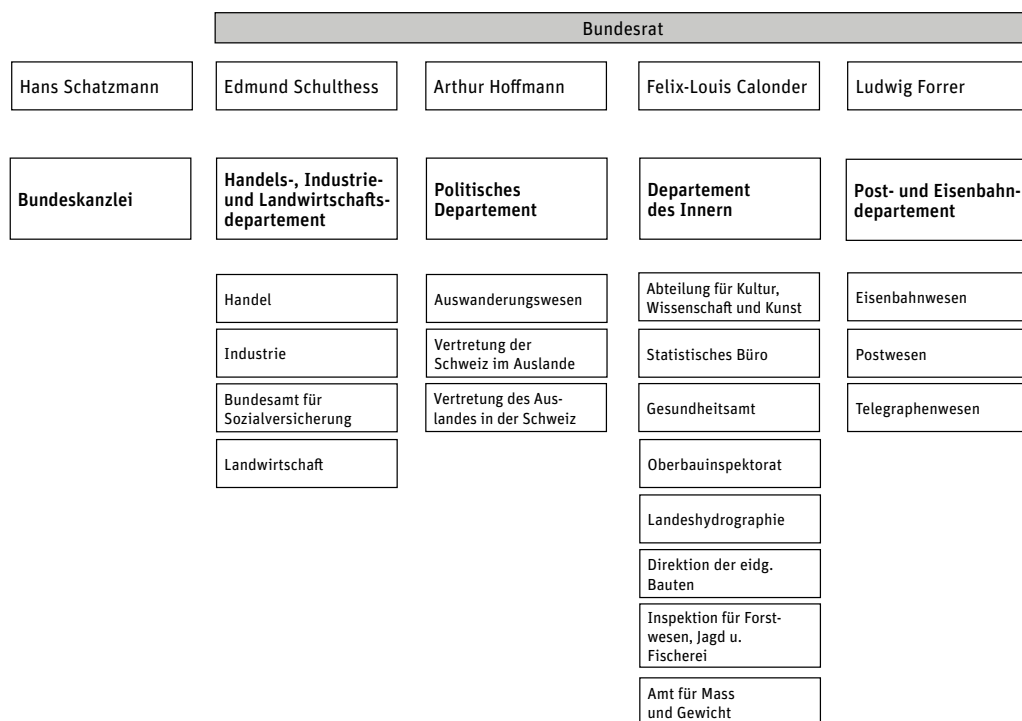 Bundesrat
Hans Schatzmann
Edmund Schulthess
Arthur Hoffmann
Felix-Louis Calonder
Ludwig Forrer
Bundeskanzlei
Handels-, Industrie-
und Landwirtschafts-
departement
Politisches
Departement
Departement
des Innern
Post- und Eisenbahn-
departement
Handel
Industrie
Bundesamt für
Sozialversicherung
Landwirtschaft
Auswanderungswesen
Vertretung der
Schweiz im Auslande
Vertretung des Aus-
landes in der Schweiz
Abteilung für Kultur,
Wissenschaft und Kunst
Statistisches Büro
Gesundheitsamt
Oberbauinspektorat
Landeshydrographie
Direktion der eidg.
Bauten
Inspektion für Forst-
wesen, Jagd u.
Fischerei
Amt für Mass
und Gewicht
Eisenbahnwesen
Postwesen
Telegraphenwesen